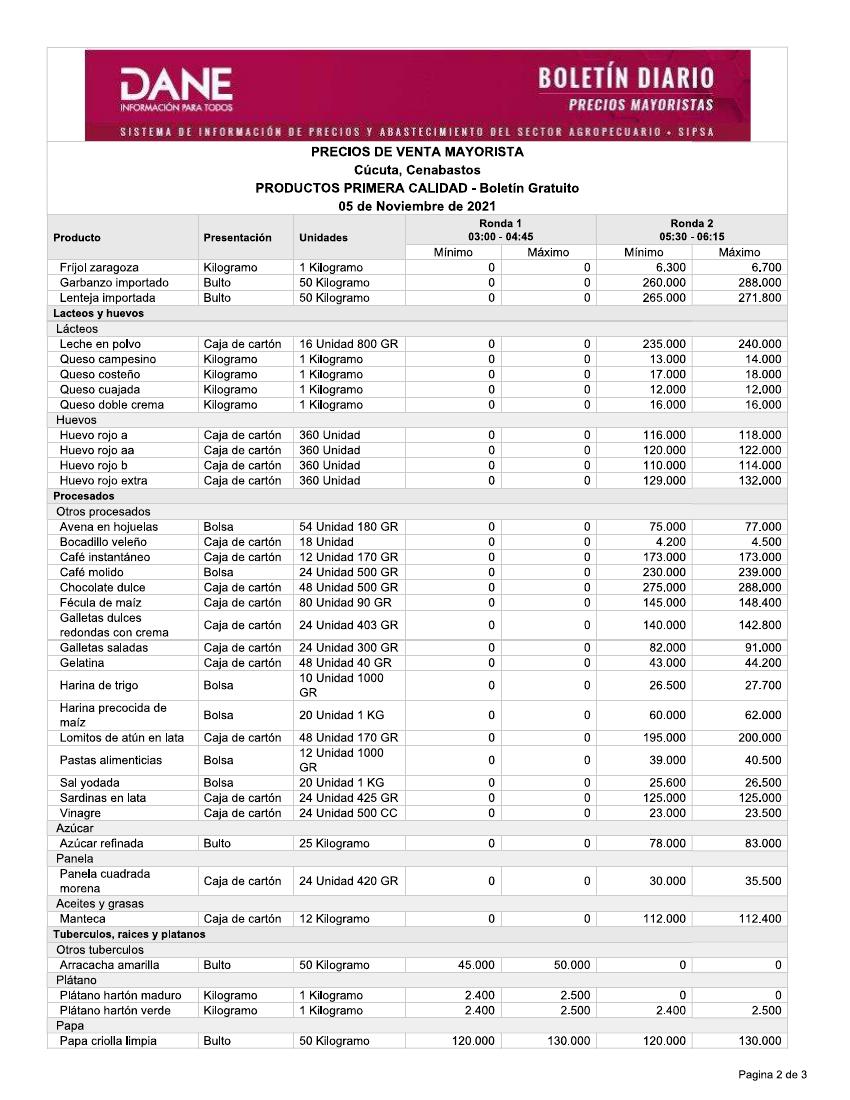 DANE
INFORMACIÓN PARA TODOS
BOLETÍN DIARIO
PRECIOS MAYORISTAS
SISTEMA DE INFORMACIÓN DE PRECIOS Y ABASTECIMIENTO DEL SECTOR AGROPECUARIO • SIPSA
PRECIOS DE VENTA MAYORISTA
Cúcuta, Cenabastos
PRODUCTOS PRIMERA CALIDAD - Boletín Gratuito
05 de Noviembre de 2021
Producto Presentación Unidades Ronda 1 Ronda 2
03:00 - 04:45 05:30 - 06:15
Mínimo Máximo Mínimo Máximo
Fríjol zaragoza Kilogramo 1 Kilogramo 0 0 6.300 6.700
Garbanzo importado Bulto 50 Kilogramo 0 0 260.000 288.000
Lenteja importada Bulto 50 Kilogramo 0 0 265.000 271.800
Lacteos y huevos
Lácteos
Leche en polvo Caja de cartón 16 Unidad 800 GR 0 0 235.000 240.000
Queso campesino Kilogramo 1 Kilogramo 0 0 13.000 14.000
Queso costeño Kilogramo 1 Kilogramo 0 0 17.000 18.000
Queso cuajada Kilogramo 1 Kilogramo 0 0 12.000 12.000
Queso doble crema Kilogramo 1 Kilogramo 0 0 16.000 16.000
Huevos
Huevo rojo a Caja de cartón 360 Unidad 0 0 116.000 118.000
Huevo rojo aa Caja de cartón 360 Unidad 0 0 120.000 122.000
Huevo rojo b Caja de cartón 360 Unidad 0 0 110.000 114.000
Huevo rojo extra Caja de cartón 360 Unidad 0 0 129.000 132.000
Procesados
Otros procesados
Avena en hojuelas Bolsa 54 Unidad 180 GR 0 0 75.000 77.000
Bocadillo veleño Caja de cartón 18 Unidad 0 0 4.200 4.500
Café instantáneo Caja de cartón 12 Unidad 170 GR 0 0 173.000 173.000
Café molido Bolsa 24 Unidad 500 GR 0 0 230.000 239.000
Chocolate dulce Caja de cartón 48 Unidad 500 GR 0 0 275.000 288.000
Fécula de maíz Caja de cartón 80 Unidad 90 GR 0 0 145.000 148.400
Galletas dulces
redondas con crema Caja de cartón 24 Unidad 403 GR 0 0 140.000 142.800
Galletas saladas Caja de cartón 24 Unidad 300 GR 0 0 82.000 91.000
Gelatina Caja de cartón 48 Unidad 40 GR 0 0 43.000 44.200
Harina de trigo Bolsa 10 Unidad 1000
GR 0 0 26.500 27.700
Harina precocida de
maíz Bolsa 20 Unidad 1 KG 0 0 60.000 62.000
Lomitos de atún en lata Caja de cartón 48 Unidad 170 GR 0 0 195.000 200.000
Pastas alimenticias Bolsa 12 Unidad 1000
GR 0 0 39.000 40.500
Sal yodada Bolsa 20 Unidad 1 KG 0 0 25.600 26.500
Sardinas en lata Caja de cartón 24 Unidad 425 GR 0 0 125.000 125.000
Vinagre Caja de cartón 24 Unidad 500 CC 0 0 23.000 23.500
Azúcar
Azúcar refinada Bulto 25 Kilogramo 0 0 78.000 83.000
Panela
Panela cuadrada
morena Caja de cartón 24 Unidad 420 GR 0 0 30.000 35.500
Aceites y grasas
Manteca Caja de cartón 12 Kilogramo 0 0 112.000 112.400
Tuberculos, raices y platanos
Otros tuberculos
Arracacha amarilla Bulto 50 Kilogramo 45.000 50.000 0 0
Plátano
Plátano hartón maduro Kilogramo 1 Kilogramo 2.400 2.500 0 0
Plátano hartón verde Kilogramo 1 Kilogramo 2.400 2.500 2.400 2.500
Papa
Papa criolla limpia Bulto 50 Kilogramo 120.000 130.000 120.000 130.000
Pagina 2 de 3